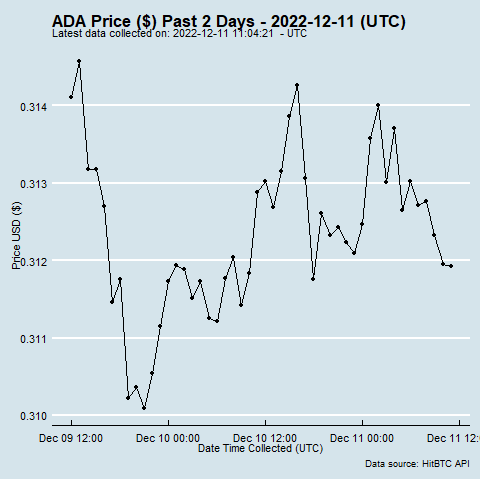 ADA Price ($) Past 2 Days - 2022-12-11 (UTC)
Latest data collected on: 2022-12-11 11:04:21 - UTC
Price USD ($)
0.314
0.313
0.312
0.311
0.310
Dec 09 12:00 Dec 10 00:00 Dec 10 12:00 Dec 11 00:00 Dec 11 12:0
Date Time Collected (UTC)
Data source: HitBTC API